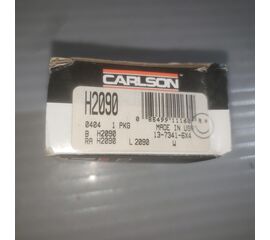 CARLSON
H2090
0404 1 PKG
MADE IN USA
B H2090
13-7341-6X4
RA H2090 L 2090 W